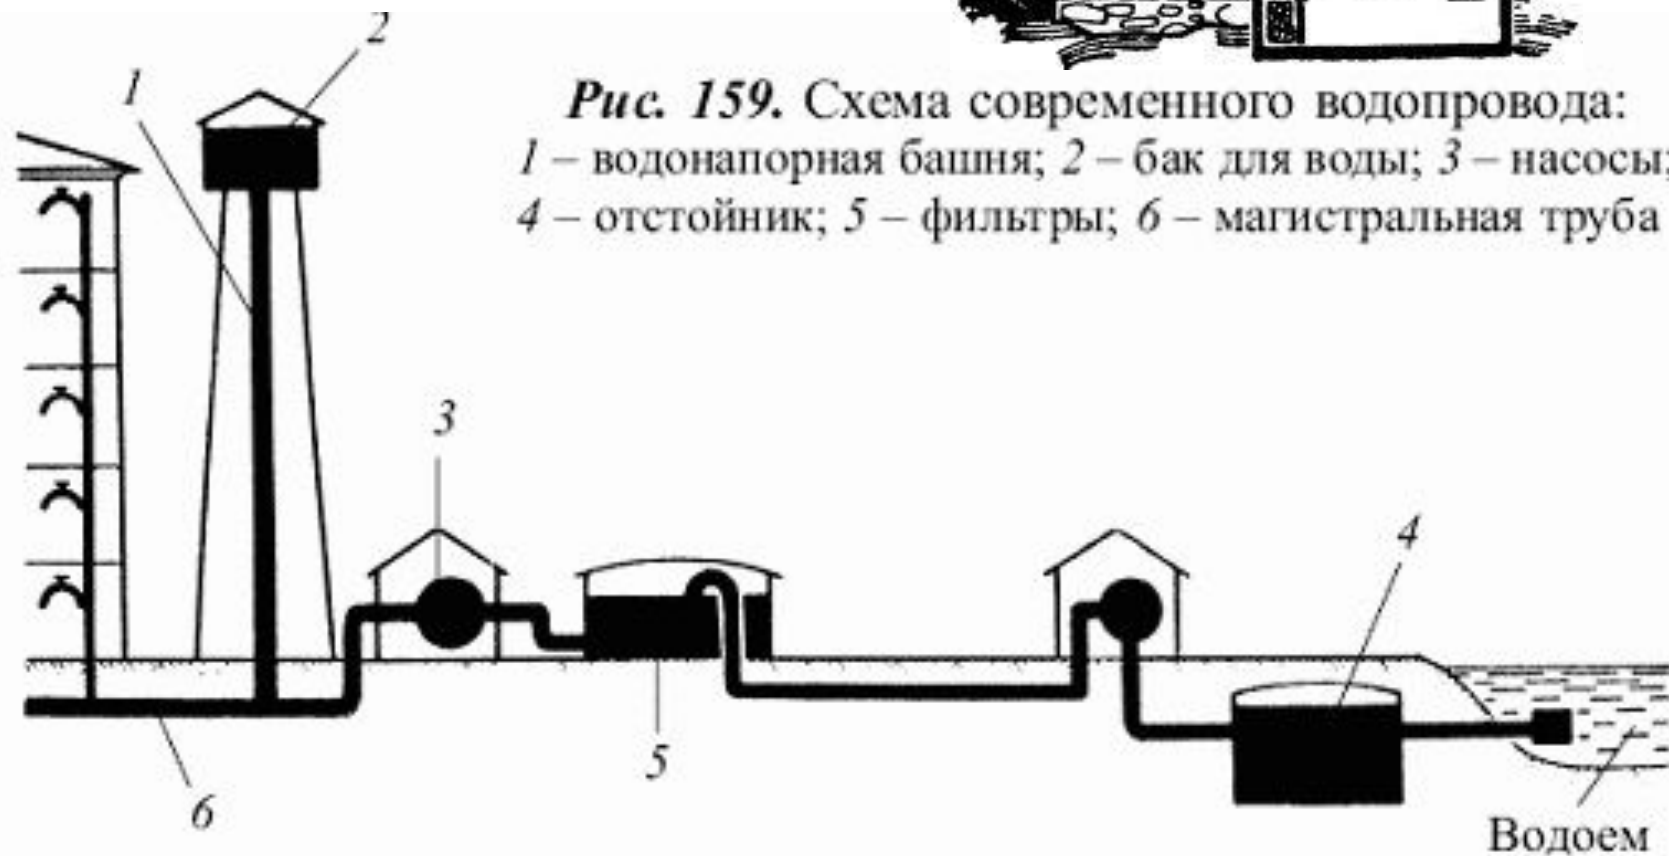 Рис. 159. Схема современного водопровода:
1 – водонапорная башня; 2 – бак для воды; 3 – насосы;
4 – отстойник; 5 – фильтры; 6 – магистральная труба
1
2
3
4
5
6
Водоем